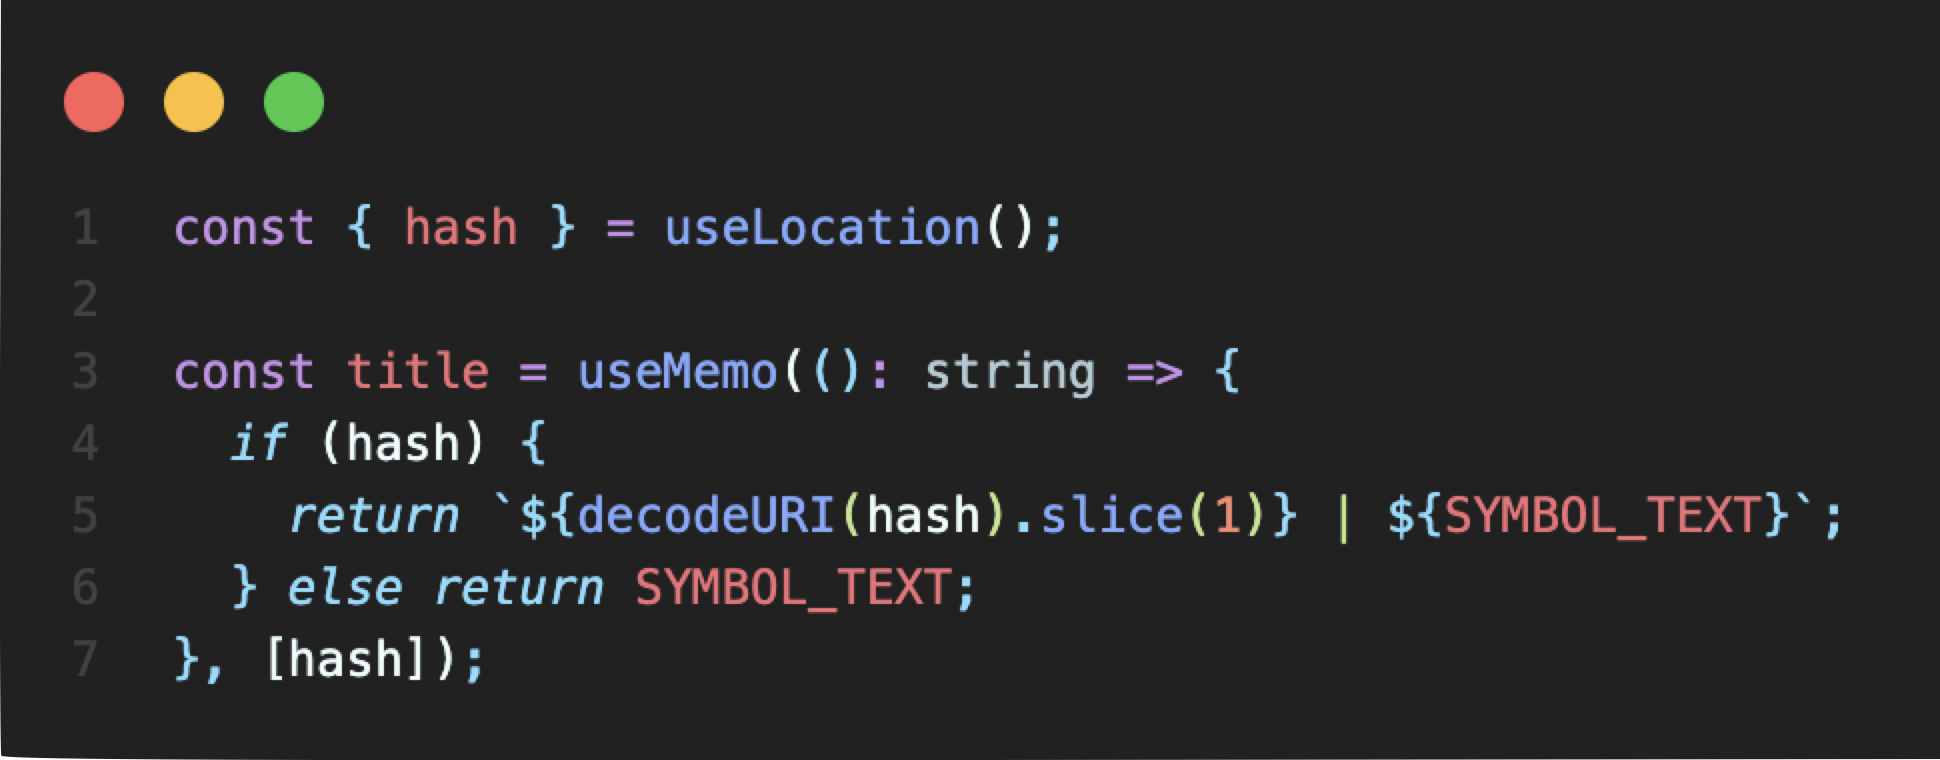 1 const { hash } = useLocation();
2
3 const title = useMemo((): string => {
4   if (hash) {
5     return `${decodeURI(hash).slice(1)} | ${SYMBOL_TEXT}`;
6   } else return SYMBOL_TEXT;
7 }, [hash]);